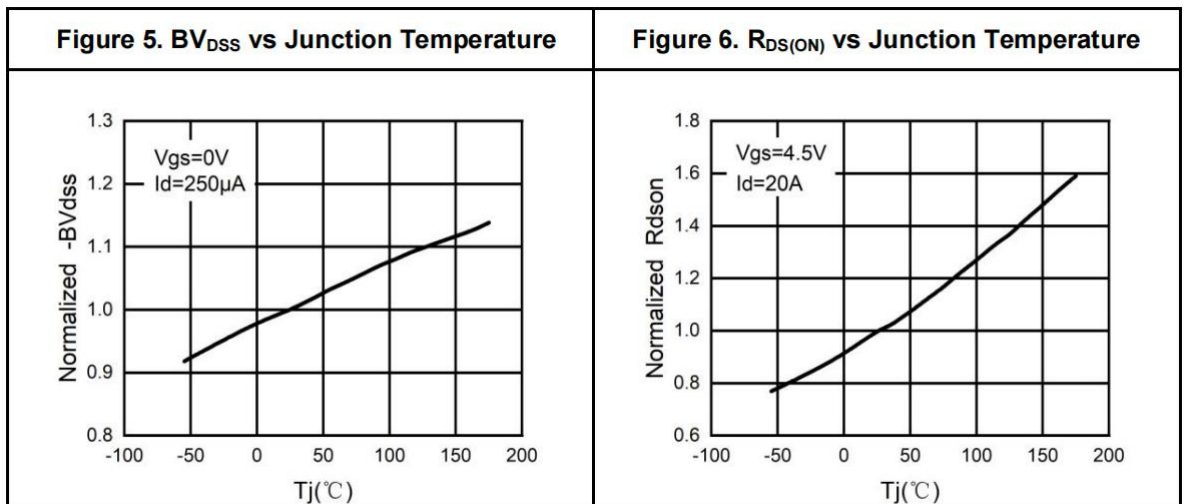 Figure 5. BVDSS vs Junction Temperature
Figure 6. RDS(ON) vs Junction Temperature
1.3
1.2
1.1
1.0
0.9
0.8
Normalized -BVdss
Vgs=0V
Id=250μA
-100 -50 0 50 100 150 200
Tj(℃)
1.8
1.6
1.4
1.2
1.0
0.8
0.6
Normalized Rdson
Vgs=4.5V
Id=20A
-100 -50 0 50 100 150 200
Tj(℃)